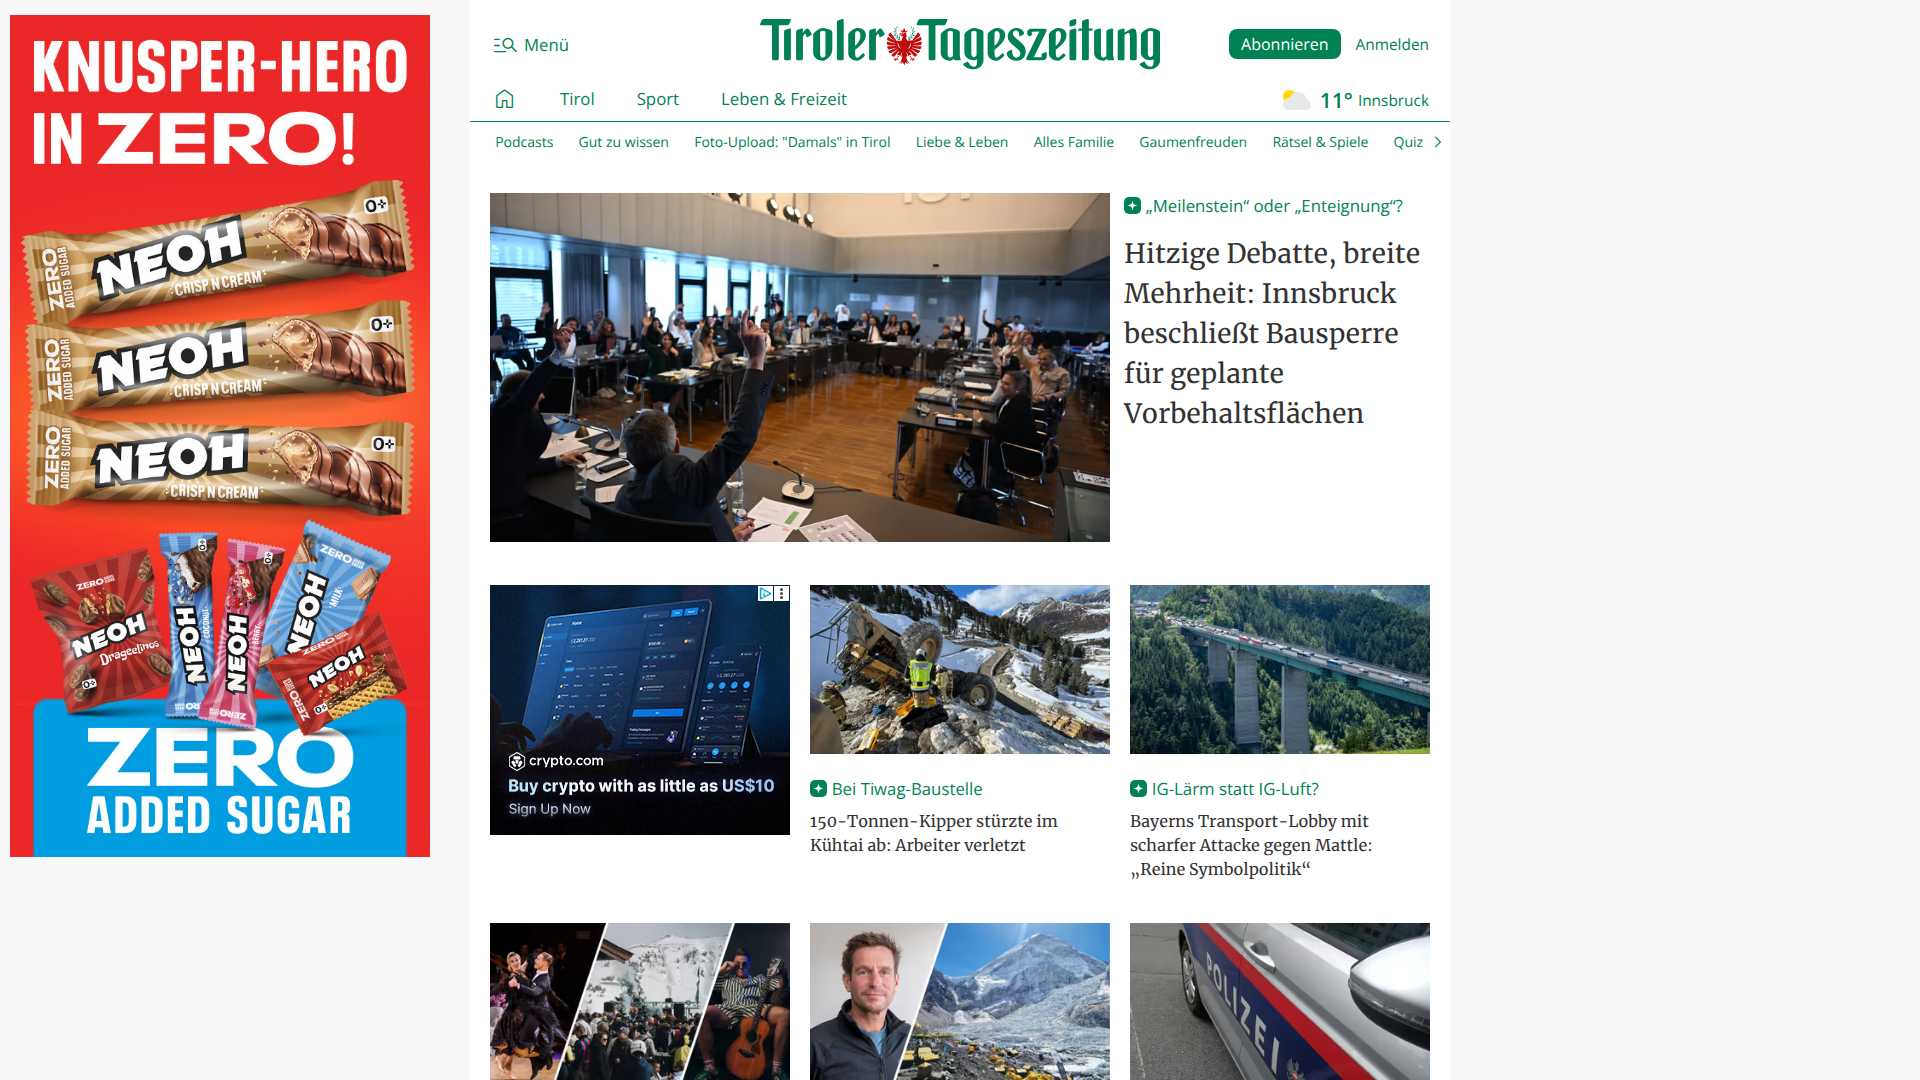 KNUSPER-HERO
IN ZERO!
NEOH
CRISP N CREAM
ZERO
ADDED SUGAR
0+
NEOH
CRISP N CREAM
ZERO
ADDED SUGAR
0+
NEOH
CRISP N CREAM
ZERO
ADDED SUGAR
0+
ZERO
NEOH
Drageelinos
0+
NEOH
COCONUT
NEOH
ZERO
NEOH
MILK
ZERO
NEOH
ZERO
ADDED SUGAR
Menü
Tiroler Tageszeitung
Abonnieren
Anmelden
Tirol
Sport
Leben & Freizeit
11° Innsbruck
Podcasts
Gut zu wissen
Foto-Upload: "Damals" in Tirol
Liebe & Leben
Alles Familie
Gaumenfreuden
Rätsel & Spiele
Quiz
„Meilenstein“ oder „Enteignung“?
Hitzige Debatte, breite
Mehrheit: Innsbruck
beschließt Bausperre
für geplante
Vorbehaltsflächen
crypto.com
Buy crypto with as little as US$10
Sign Up Now
Bei Tiwag-Baustelle
150-Tonnen-Kipper stürzte im
Kühtai ab: Arbeiter verletzt
IG-Lärm statt IG-Luft?
Bayerns Transport-Lobby mit
scharfer Attacke gegen Mattle:
„Reine Symbolpolitik“
POLIZEI